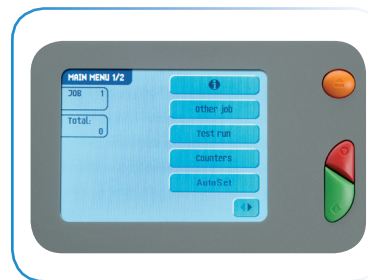 MAIN MENU 1/2
JOB 1
Total:
0
Other job
Test run
Counters
AutoSet